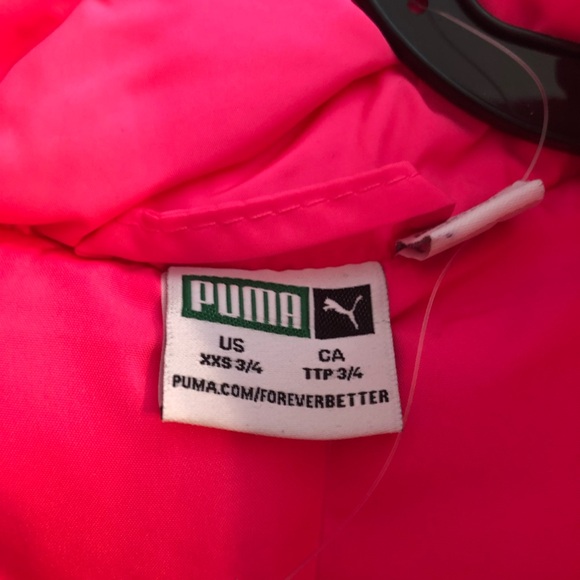 PUMA
US CA
XXS 3/4 TTP 3/4
PUMA.COM/FOREVERBETTER